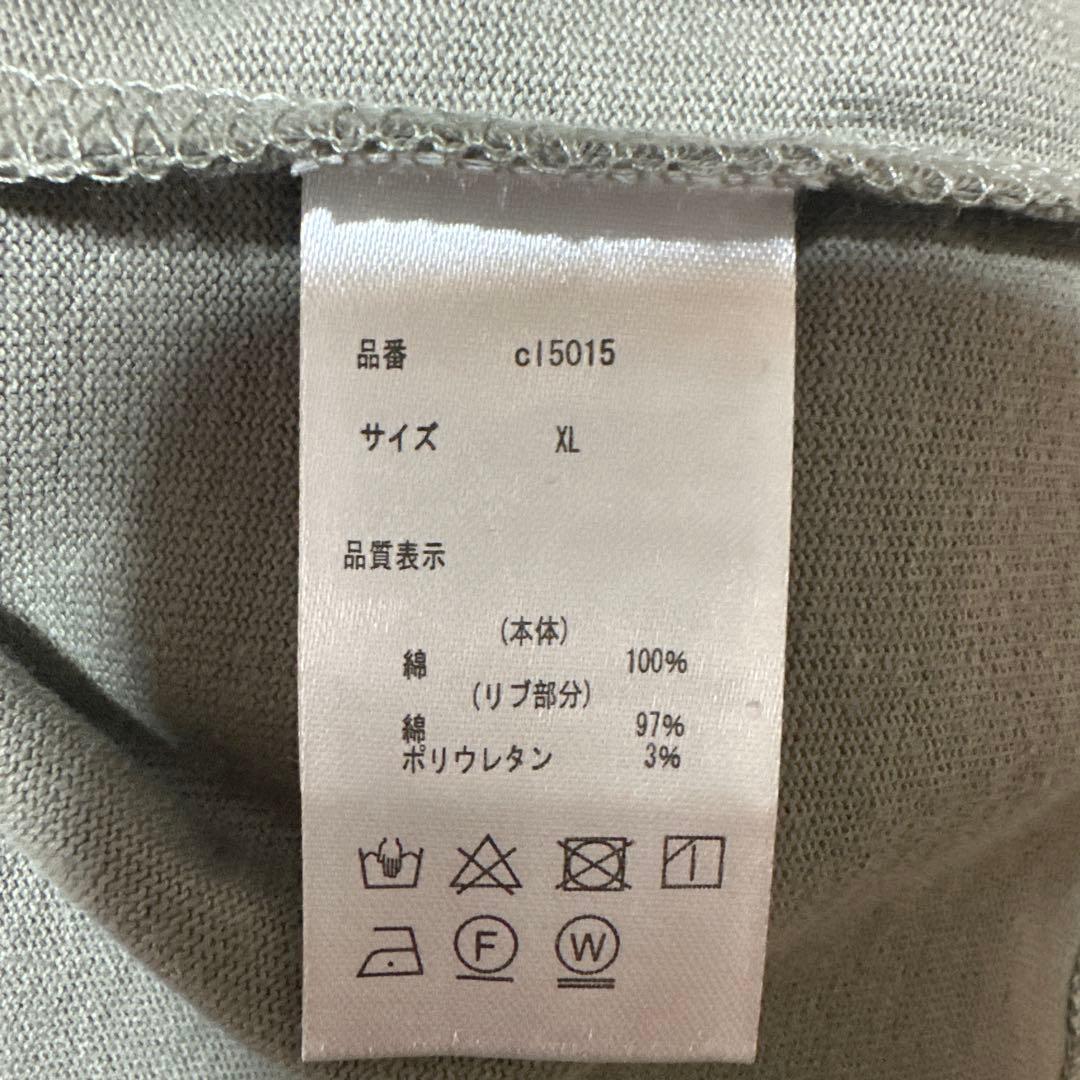 品番 cl5015
サイズ XL
品質表示
(本体)
綿 100%
(リブ部分)
綿 97%
ポリウレタン 3%
F W